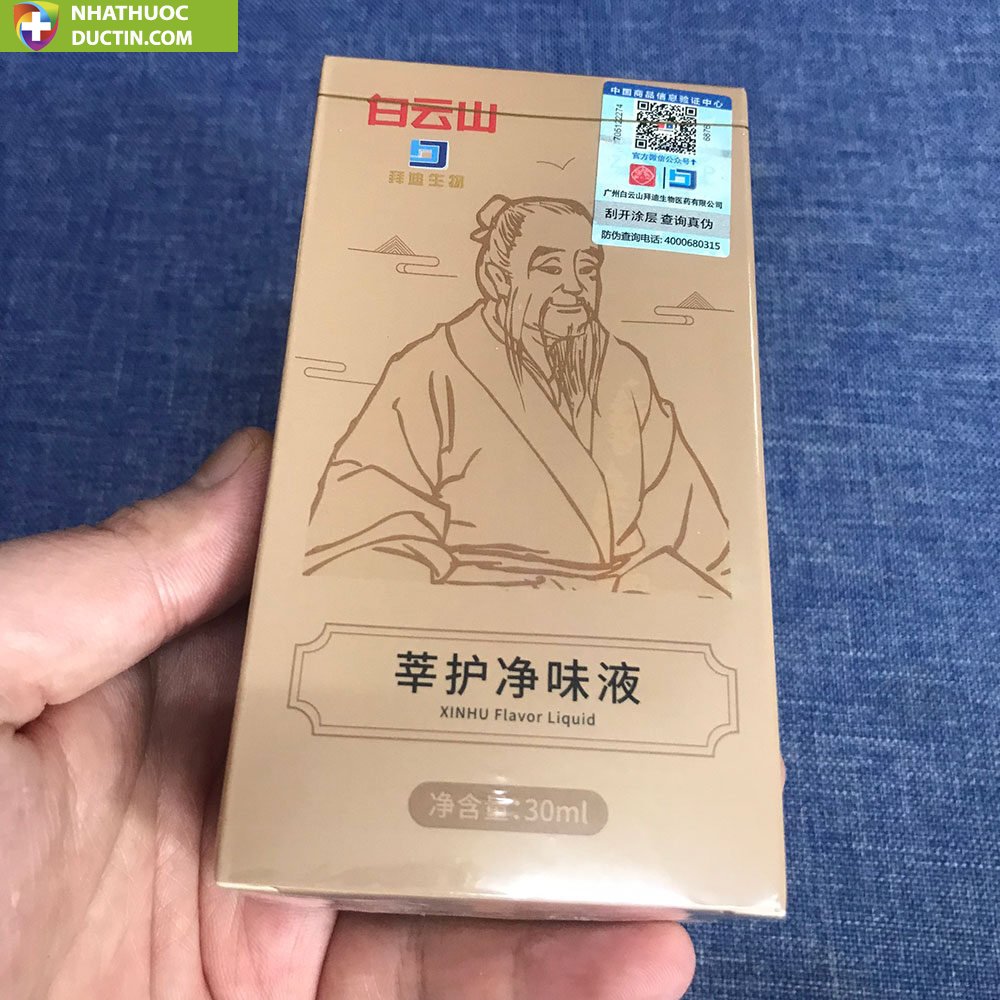 NHATHUOC
DUCTIN.COM
白云山
拜迪生物
中国商品信息验证中心
官方微信公众号↑
广州白云山拜迪生物医药有限公司
刮开涂层 查询真伪
防伪查询电话: 4000680315
莘护净味液
XINHU Flavor Liquid
净含量:30ml